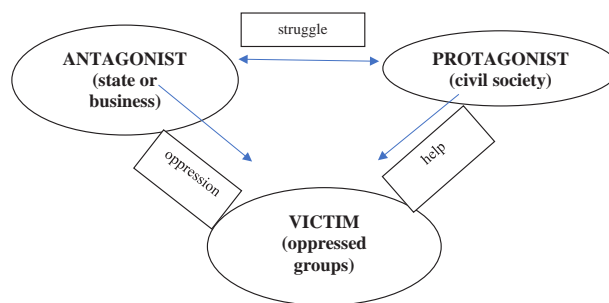 struggle
ANTAGONIST
(state or
business)
PROTAGONIST
(civil society)
oppression
help
VICTIM
(oppressed
groups)